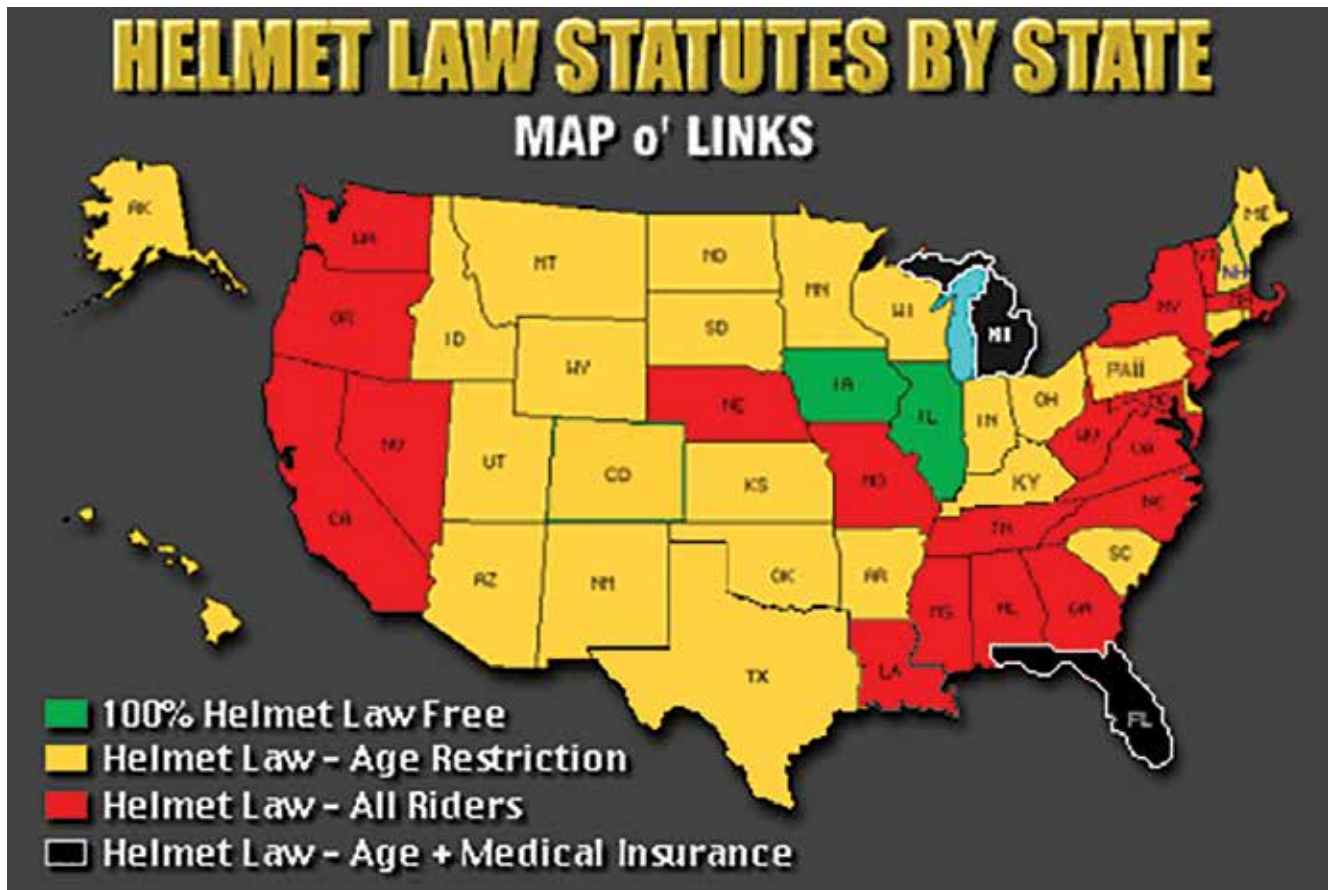 HELMET LAW STATUTES BY STATE
MAP o' LINKS
AK
WA
MT
ND
MN
ME
VT
NH
OR
ID
SD
WI
MI
NY
WY
IA
PA
NE
IL
IN
OH
NV
UT
CO
KS
MO
KY
WV
VA
CA
TN
NC
AZ
NM
OK
AR
SC
MS
AL
GA
TX
LA
FL
100% Helmet Law Free
Helmet Law - Age Restriction
Helmet Law - All Riders
Helmet Law - Age + Medical Insurance